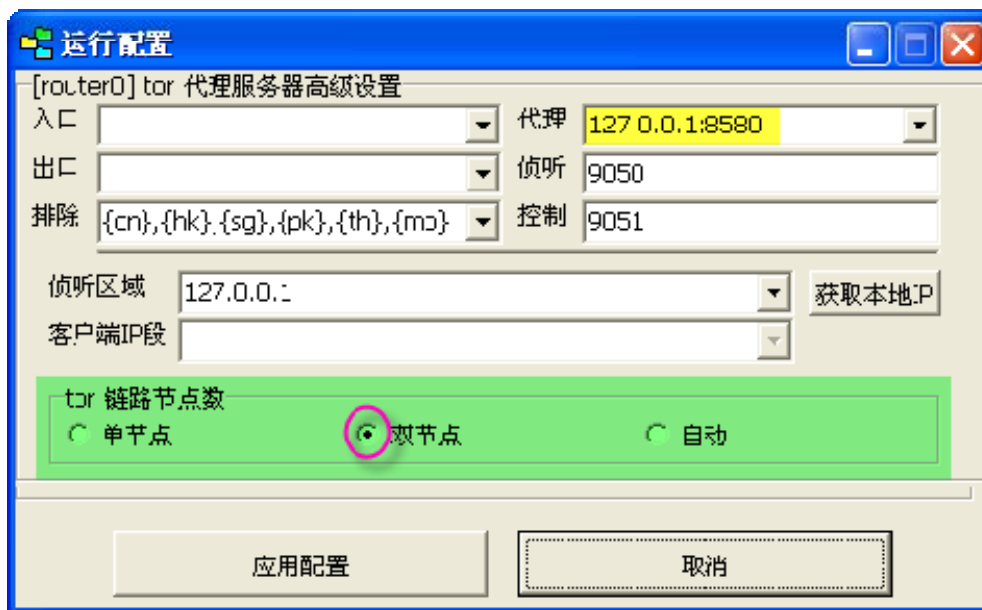 运行配置
[router0] tor 代理服务器高级设置
入口 代理 127.0.0.1:8580
出口 侦听 9050
排除 {cn},{hk},{sg},{pk},{th},{mo} 控制 9051
侦听区域 127.0.0.1 获取本地IP
客户端IP段
tor 链路节点数
单节点 双节点 自动
应用配置 取消